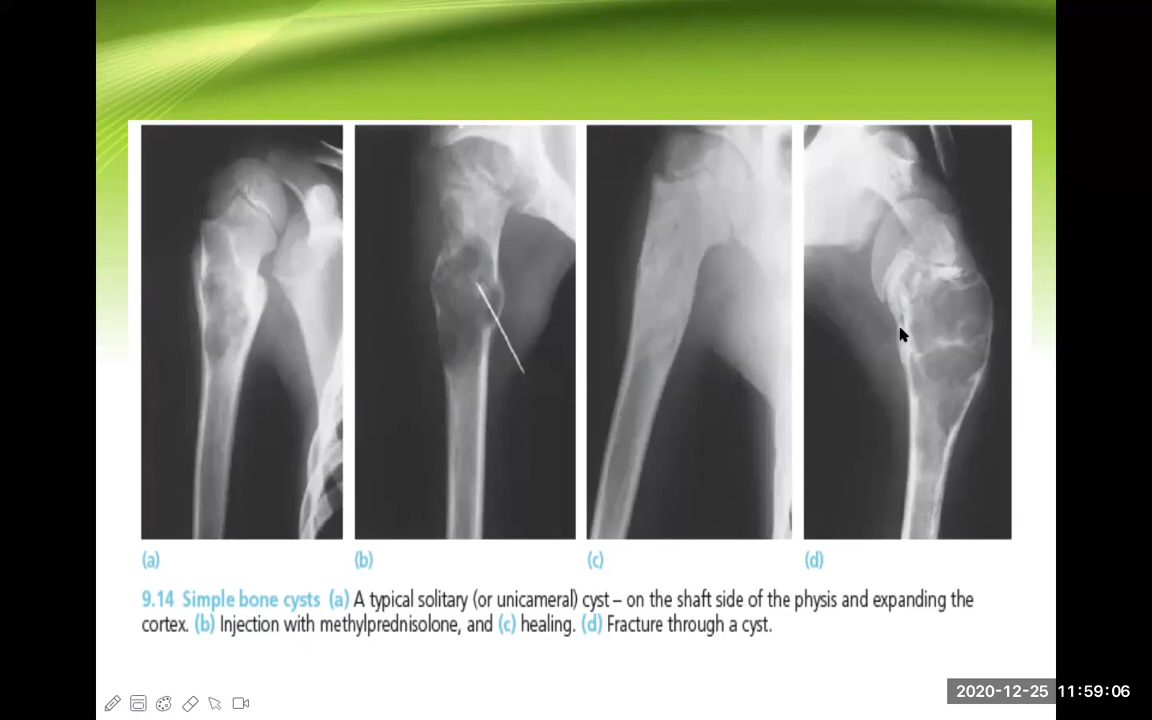 (a) (b) (c) (d)
9.14 Simple bone cysts (a) A typical solitary (or unicameral) cyst – on the shaft side of the physis and expanding the
cortex. (b) Injection with methylprednisolone, and (c) healing. (d) Fracture through a cyst.
2020-12-25 11:59:06